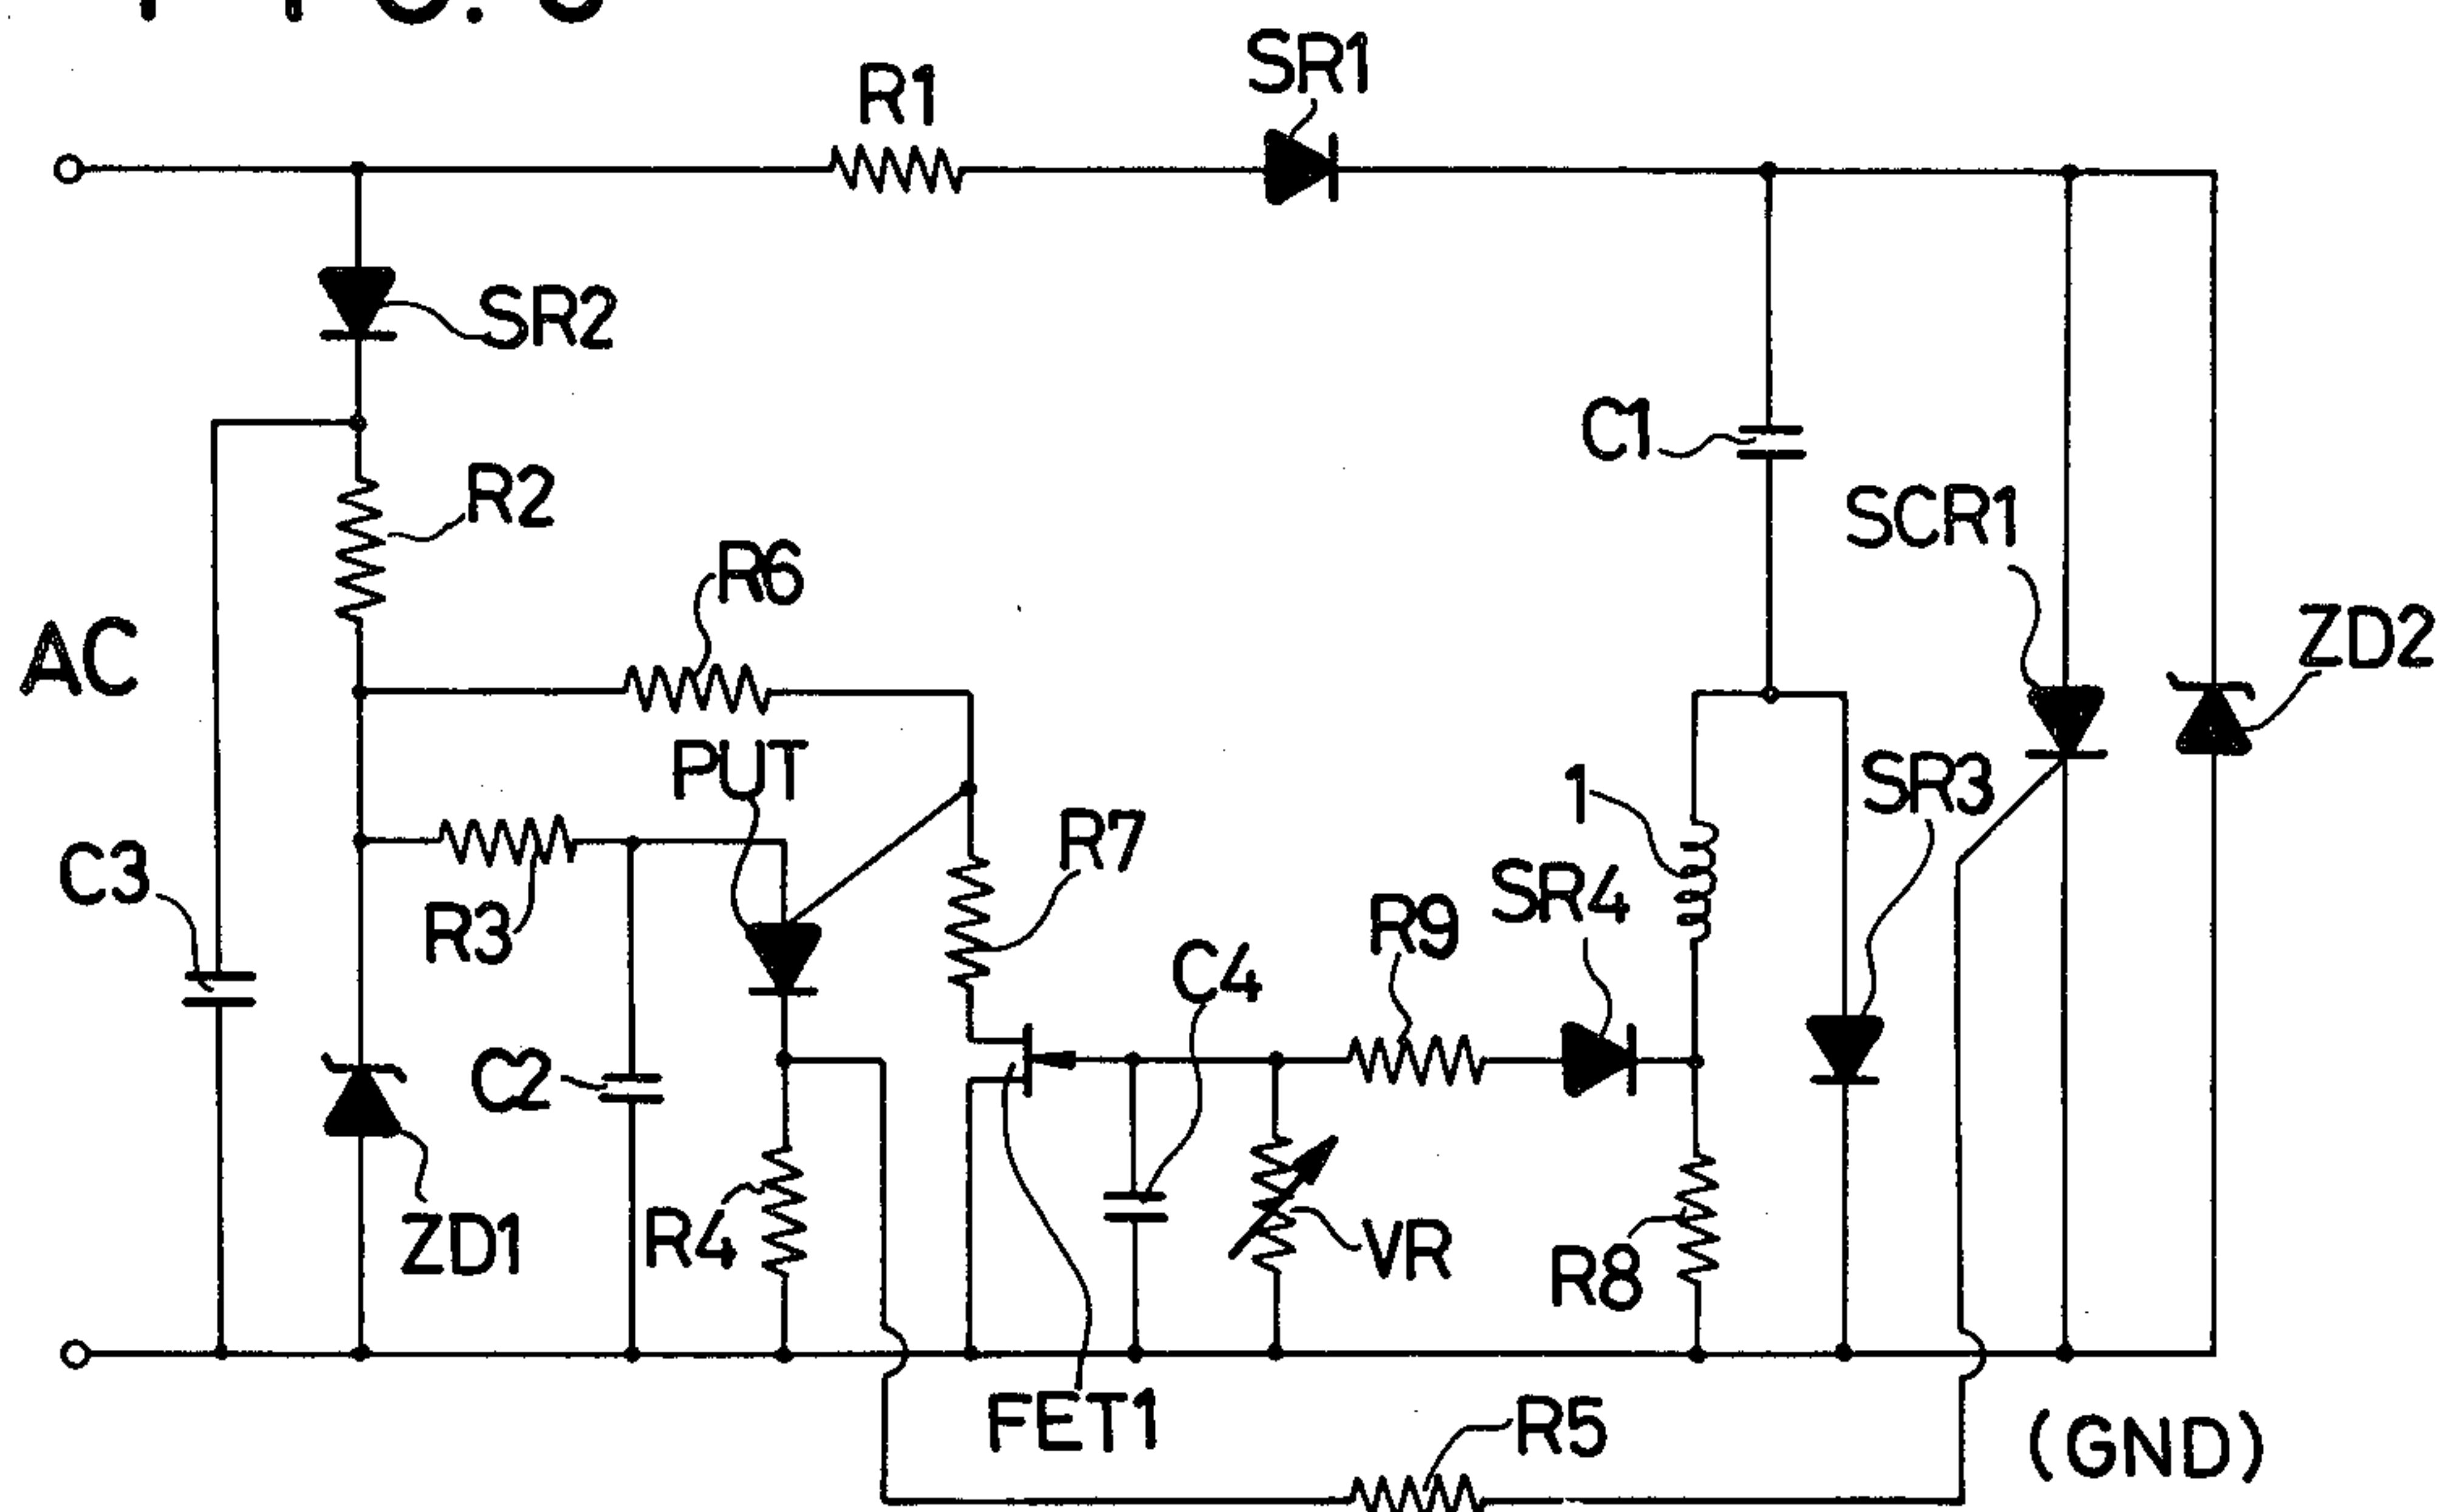 SR1
R1
SR2
C1
R2
SCR1
R6
ZD2
AC
PUT
1
SR3
R7
C3
SR4
R9
R3
C4
C2
R4
ZD1
VR
R8
FET1
R5
(GND)